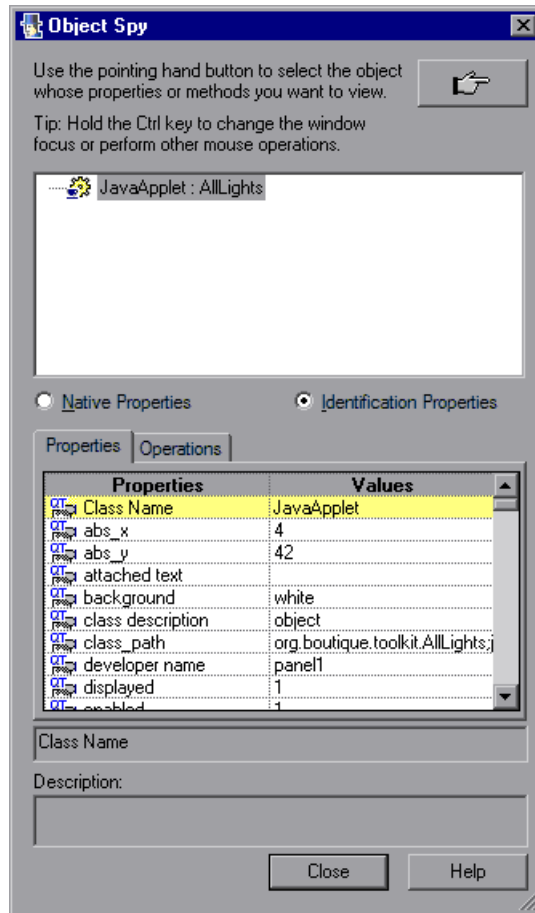 Object Spy
Use the pointing hand button to select the object
whose properties or methods you want to view.
Tip: Hold the Ctrl key to change the window
focus or perform other mouse operations.
JavaApplet : AllLights
Native Properties Identification Properties
Properties Operations
Properties Values
Class Name JavaApplet
abs_x 4
abs_y 42
attached text
background white
class description object
class_path org.boutique.toolkit.AllLights;j
developer name panel1
displayed 1
enabled 1
Class Name
Description:
Close Help